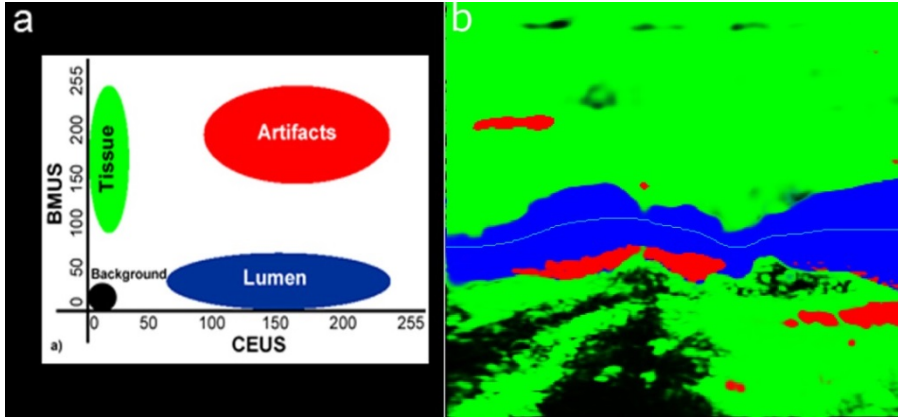 a
b
BMUS
255
200
150
100
50
0
Tissue
Artifacts
Background
Lumen
0 50 100 150 200 255
a)
CEUS